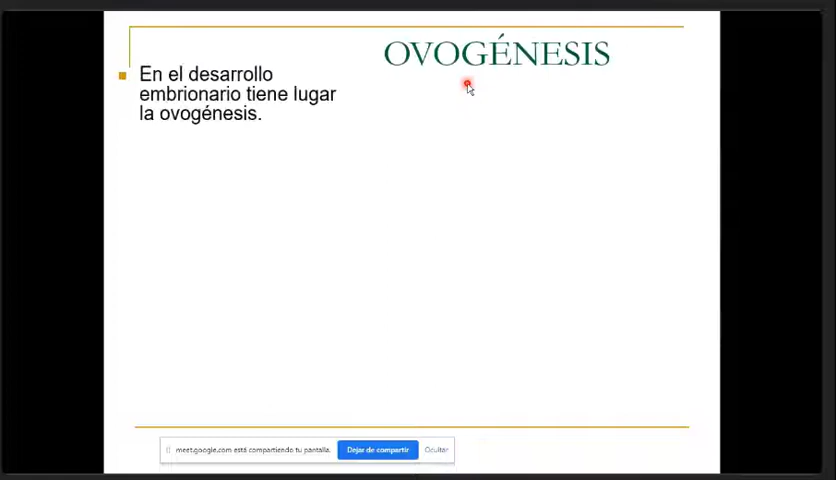 OVOGÉNESIS
En el desarrollo
embrionario tiene lugar
la ovogénesis.
meet.google.com está compartiendo tu pantalla.
Dejar de compartir
Ocultar